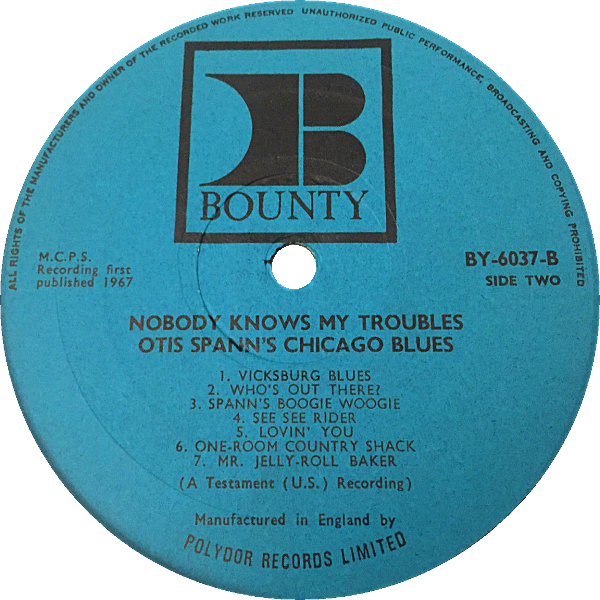 ALL RIGHTS OF THE MANUFACTURERS AND OWNER OF THE RECORDED WORK RESERVED UNAUTHORIZED PUBLIC PERFORMANCE, BROADCASTING AND COPYING PROHIBITED
B
BOUNTY
M.C.P.S.
Recording first
published 1967
BY-6037-B
SIDE TWO
NOBODY KNOWS MY TROUBLES
OTIS SPANN'S CHICAGO BLUES
1. VICKSBURG BLUES
2. WHO'S OUT THERE?
3. SPANN'S BOOGIE WOOGIE
4. SEE SEE RIDER
5. LOVIN' YOU
6. ONE-ROOM COUNTRY SHACK
7. MR. JELLY-ROLL BAKER
(A Testament (U.S.) Recording)
Manufactured in England by
POLYDOR RECORDS LIMITED